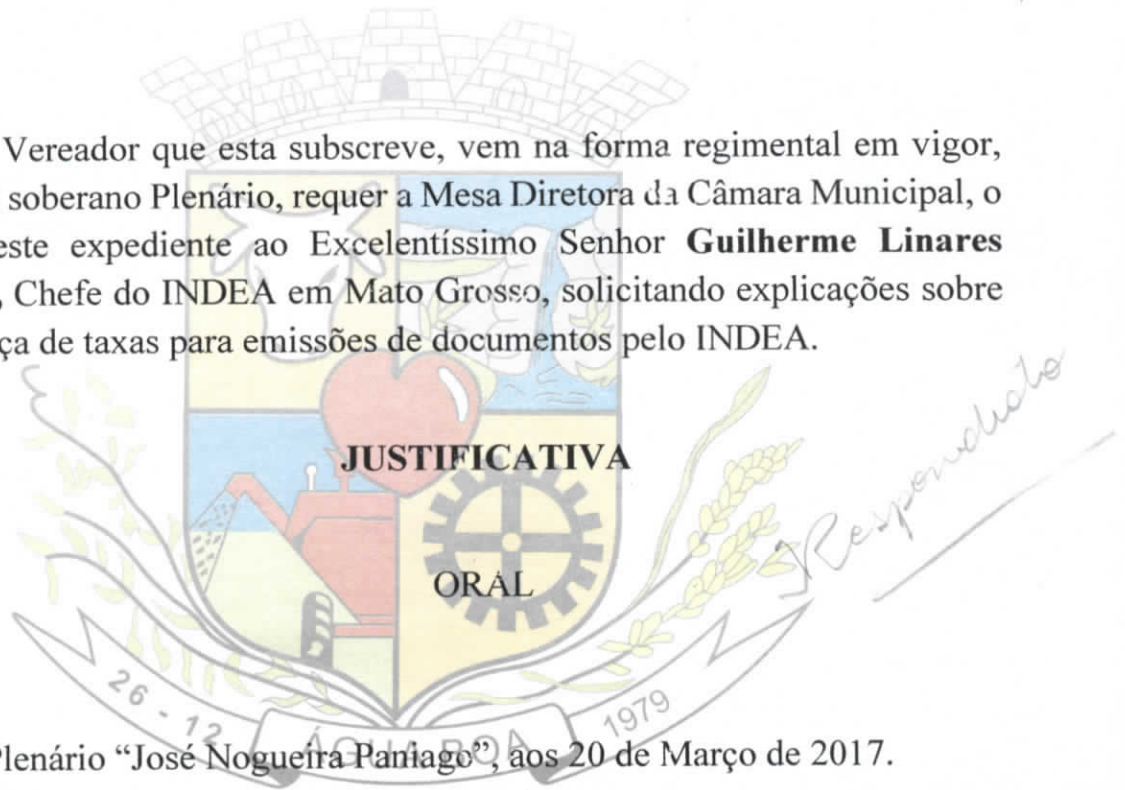 Vereador que esta subscreve, vem na forma regimental em vigor,
soberano Plenário, requer a Mesa Diretora da Câmara Municipal, o
este expediente ao Excelentíssimo Senhor Guilherme Linares
, Chefe do INDEA em Mato Grosso, solicitando explicações sobre
ça de taxas para emissões de documentos pelo INDEA.
JUSTIFICATIVA
Respondido
ORAL
26 - 12 ÁGUA BOA 1979
Plenário “José Nogueira Paniago”, aos 20 de Março de 2017.